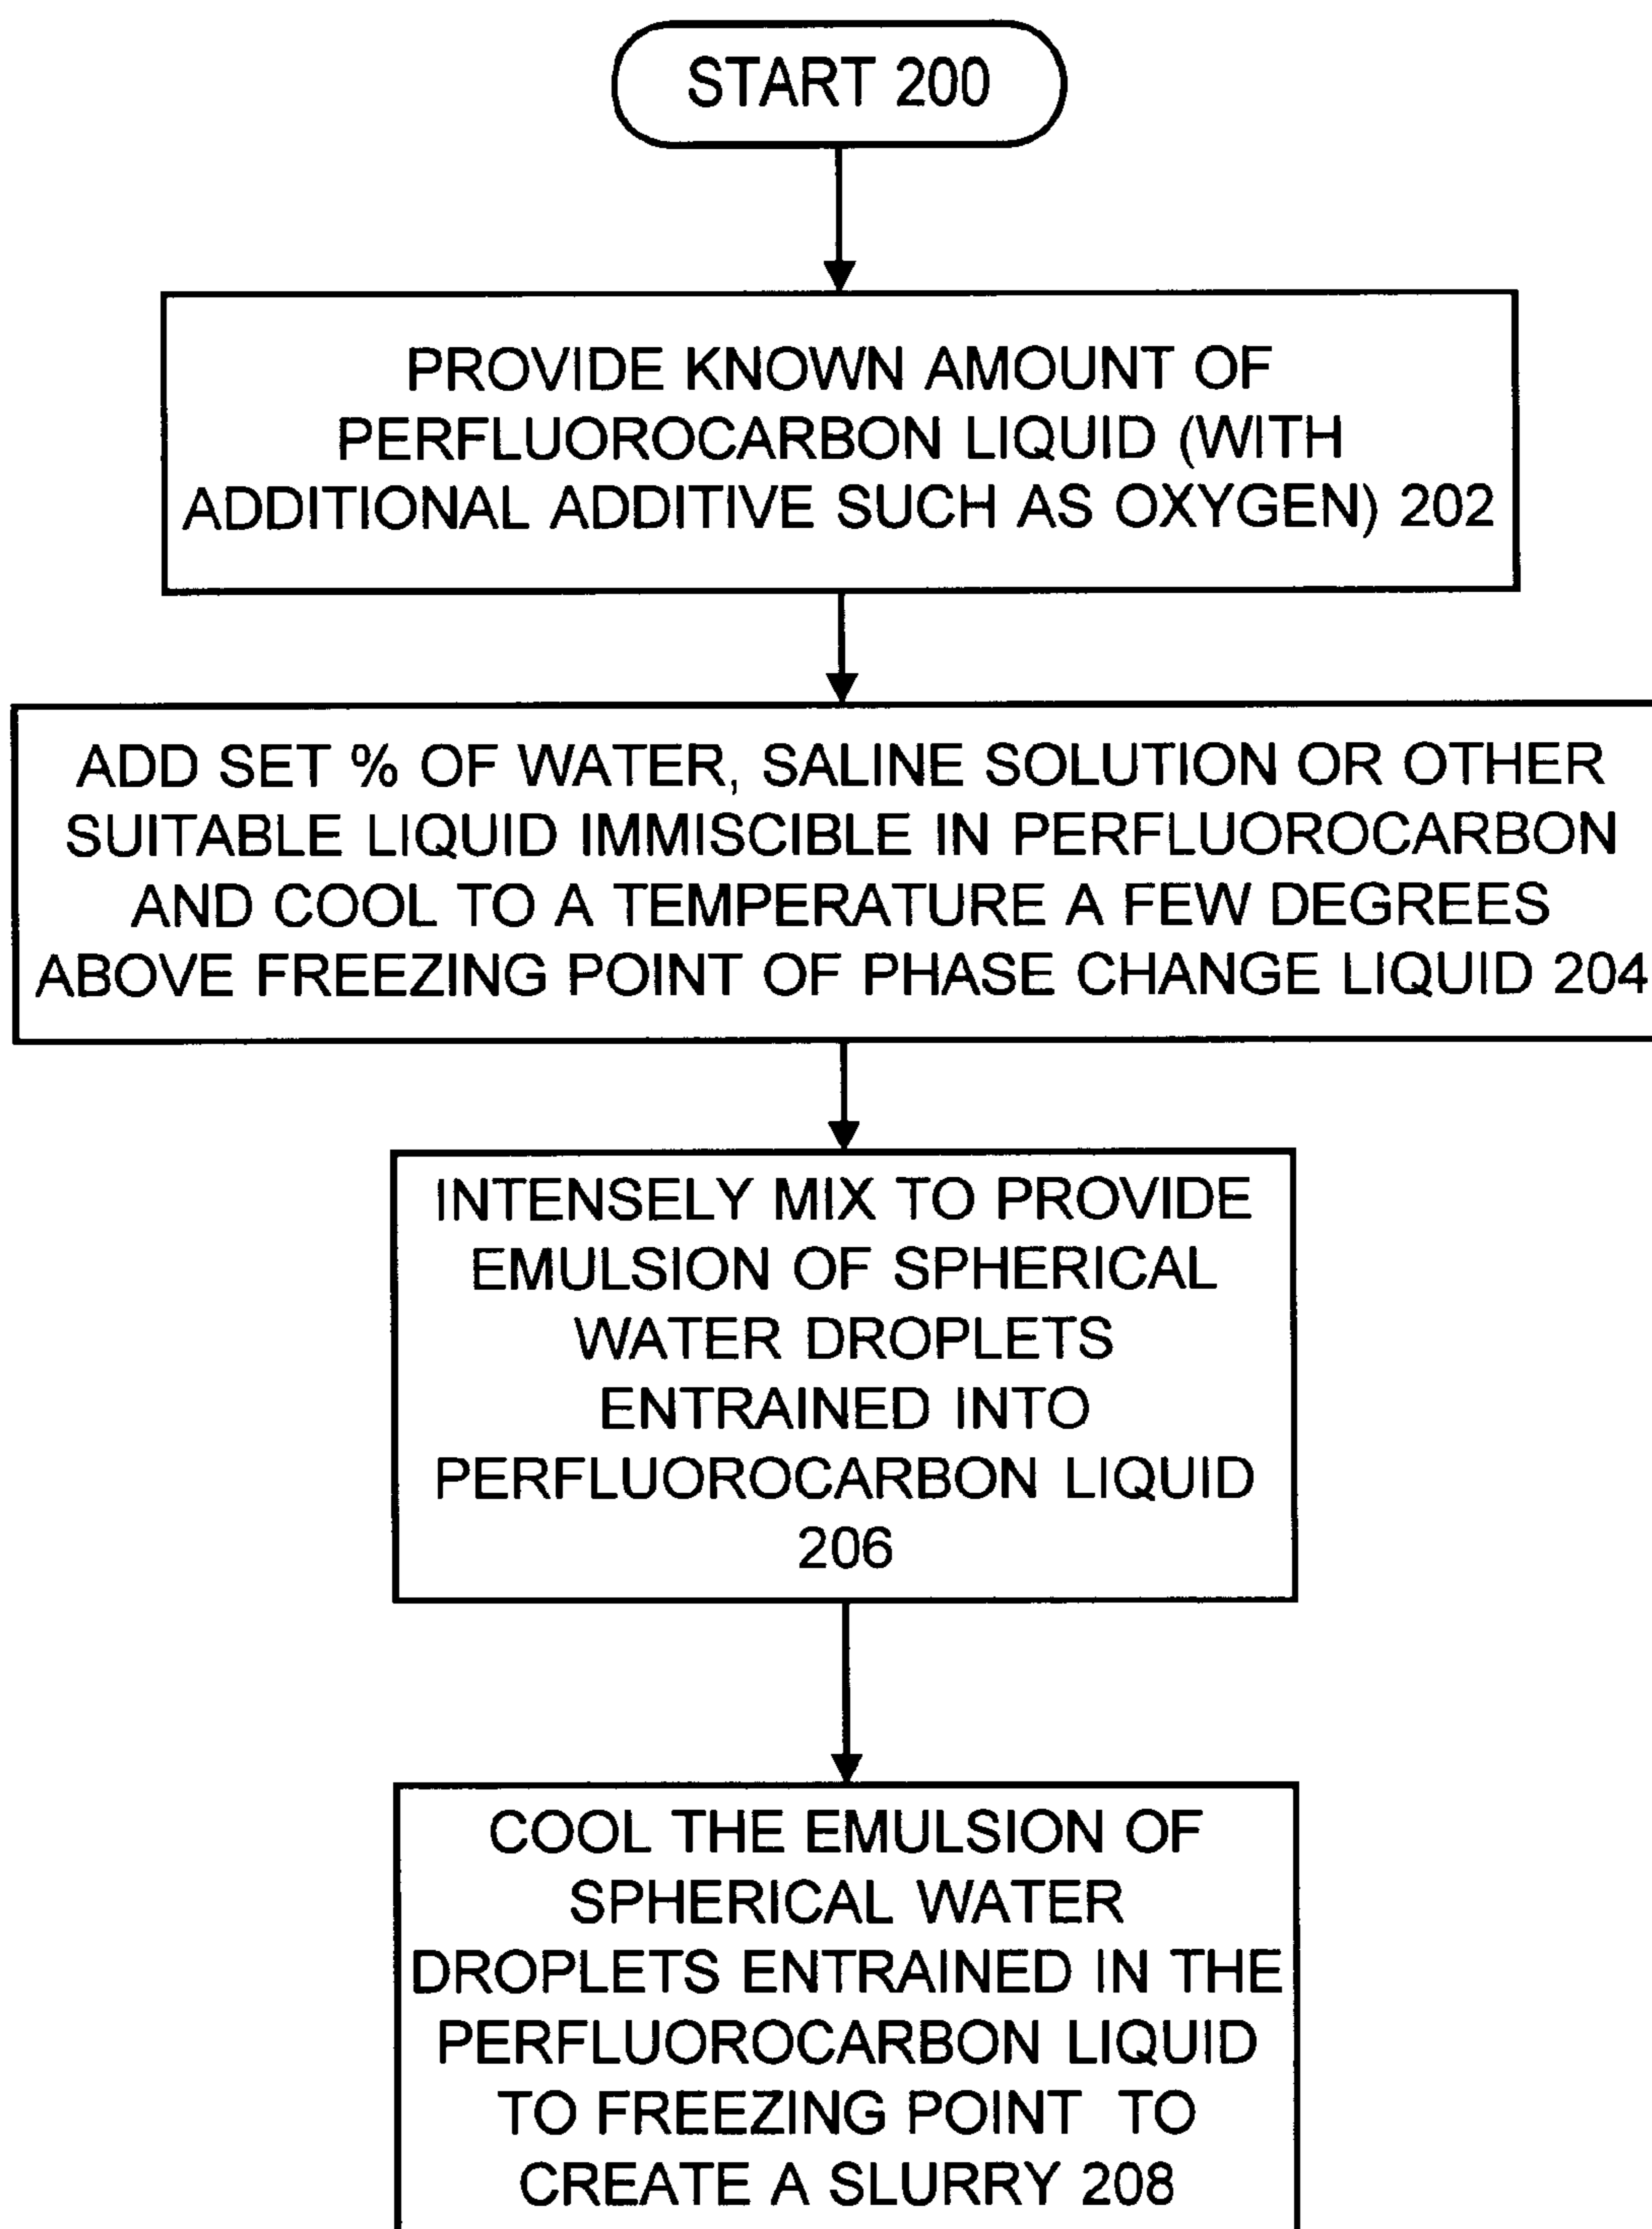 START 200
PROVIDE KNOWN AMOUNT OF
PERFLUOROCARBON LIQUID (WITH
ADDITIONAL ADDITIVE SUCH AS OXYGEN) 202
ADD SET % OF WATER, SALINE SOLUTION OR OTHER
SUITABLE LIQUID IMMISCIBLE IN PERFLUOROCARBON
AND COOL TO A TEMPERATURE A FEW DEGREES
ABOVE FREEZING POINT OF PHASE CHANGE LIQUID 204
INTENSELY MIX TO PROVIDE
EMULSION OF SPHERICAL
WATER DROPLETS
ENTRAINED INTO
PERFLUOROCARBON LIQUID
206
COOL THE EMULSION OF
SPHERICAL WATER
DROPLETS ENTRAINED IN THE
PERFLUOROCARBON LIQUID
TO FREEZING POINT TO
CREATE A SLURRY 208